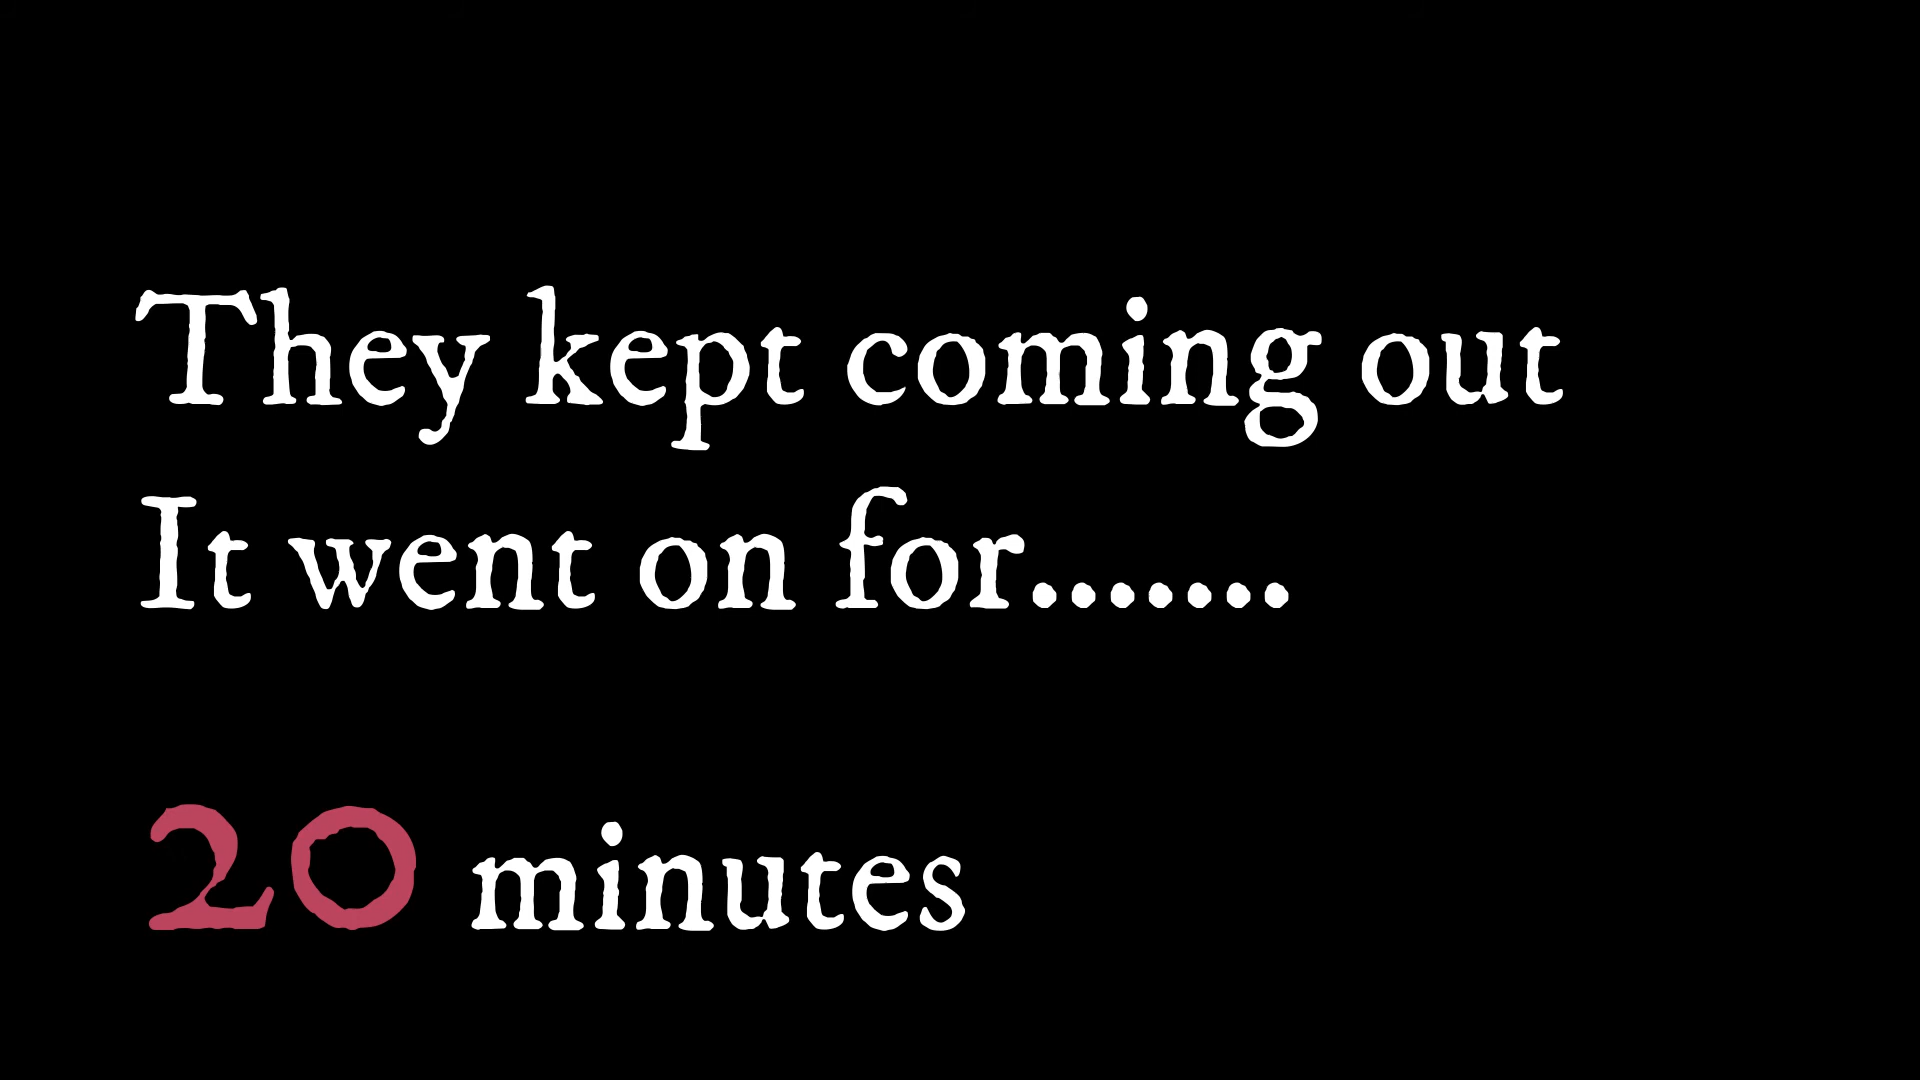 They kept coming out
It went on for.......
20 minutes